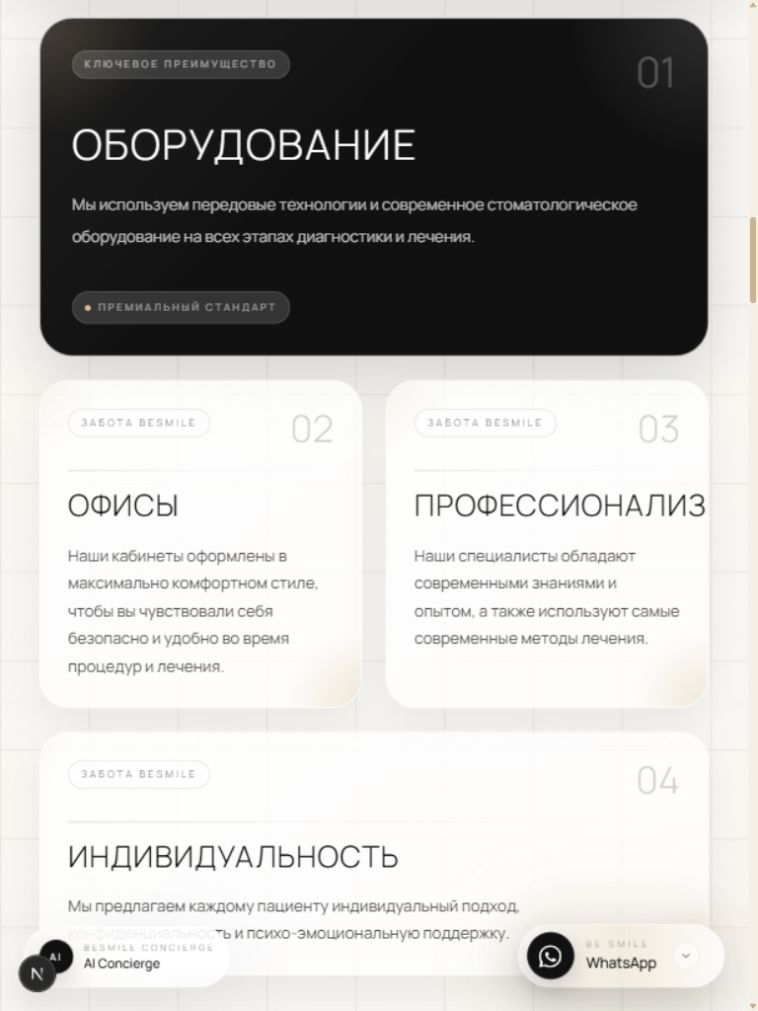 КЛЮЧЕВОЕ ПРЕИМУЩЕСТВО
01
ОБОРУДОВАНИЕ
Мы используем передовые технологии и современное стоматологическое
оборудование на всех этапах диагностики и лечения.
ПРЕМИАЛЬНЫЙ СТАНДАРТ
ЗАБОТА BESMILE
02
ОФИСЫ
Наши кабинеты оформлены в
максимально комфортном стиле,
чтобы вы чувствовали себя
безопасно и удобно во время
процедур и лечения.
ЗАБОТА BESMILE
03
ПРОФЕССИОНАЛИЗ
Наши специалисты обладают
современными знаниями и
опытом, а также используют самые
современные методы лечения.
ЗАБОТА BESMILE
04
ИНДИВИДУАЛЬНОСТЬ
Мы предлагаем каждому пациенту индивидуальный подход,
конфиденциальность и психо-эмоциональную поддержку.
AI
BESMILE CONCIERGE
AI Concierge
N
BE SMILE
WhatsApp